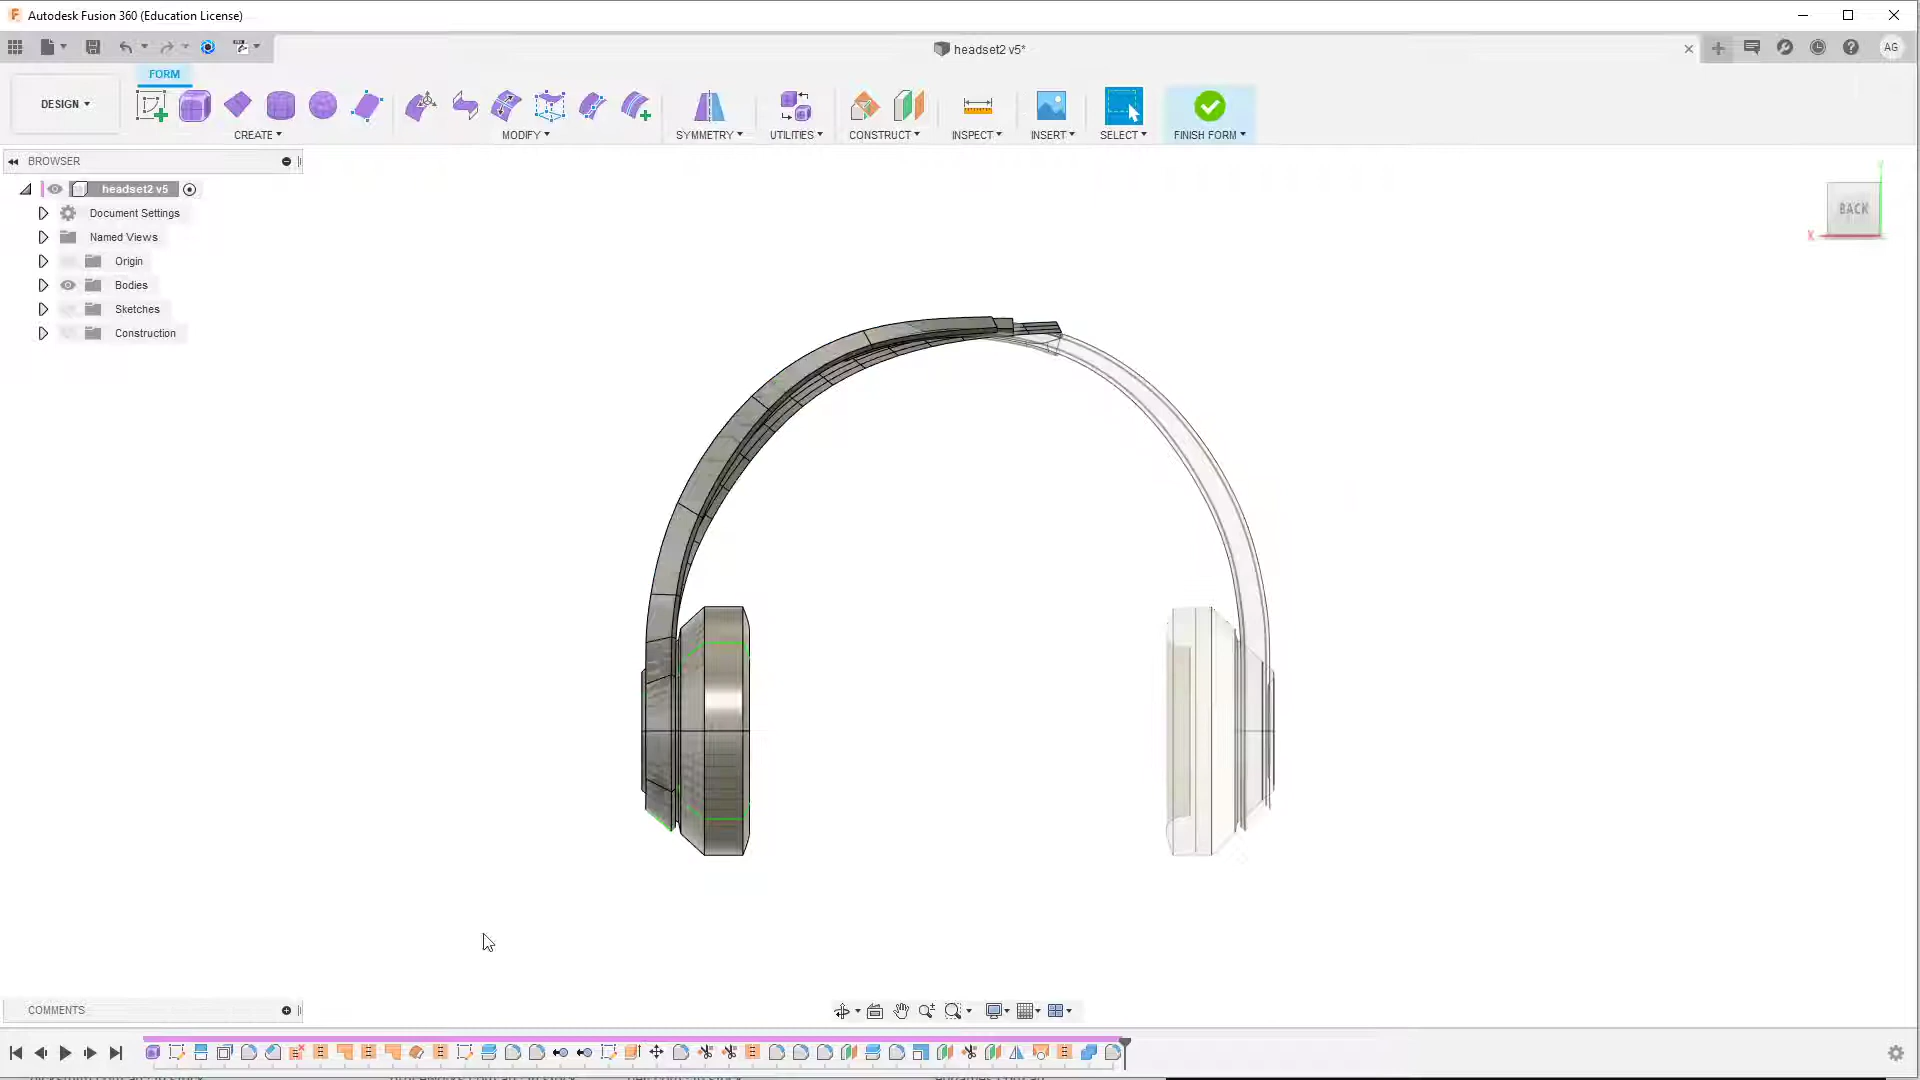 Autodesk Fusion 360 (Education License)
headset2 v5*
AG
FORM
DESIGN
CREATE
MODIFY
SYMMETRY
UTILITIES
CONSTRUCT
INSPECT
INSERT
SELECT
FINISH FORM
BROWSER
headset2 v5
Document Settings
Named Views
Origin
Bodies
Sketches
Construction
BACK
X
COMMENTS